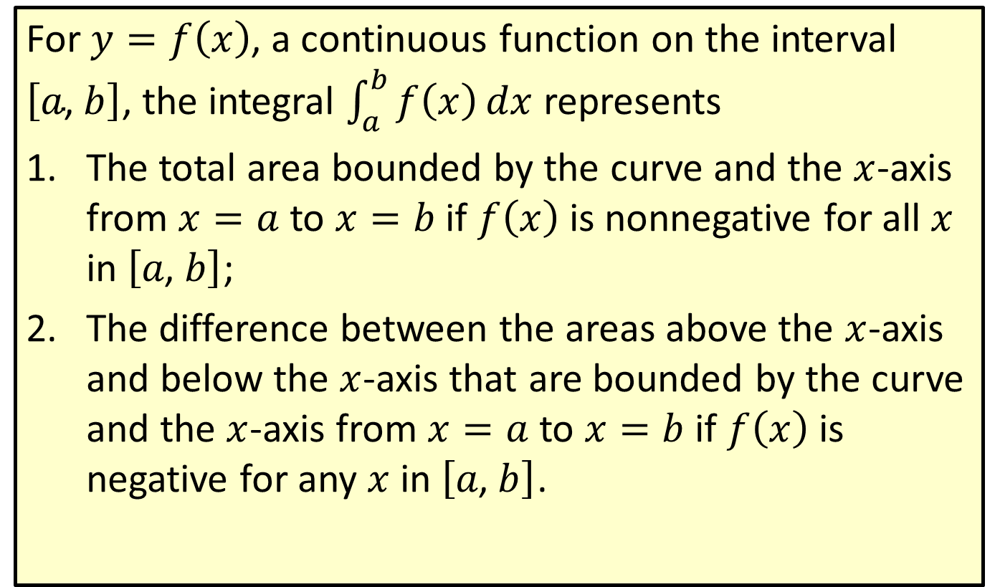 For y = f(x), a continuous function on the interval
[a, b], the integral ∫ₐᵇ f(x) dx represents
1. The total area bounded by the curve and the x-axis
from x = a to x = b if f(x) is nonnegative for all x
in [a, b];
2. The difference between the areas above the x-axis
and below the x-axis that are bounded by the curve
and the x-axis from x = a to x = b if f(x) is
negative for any x in [a, b].